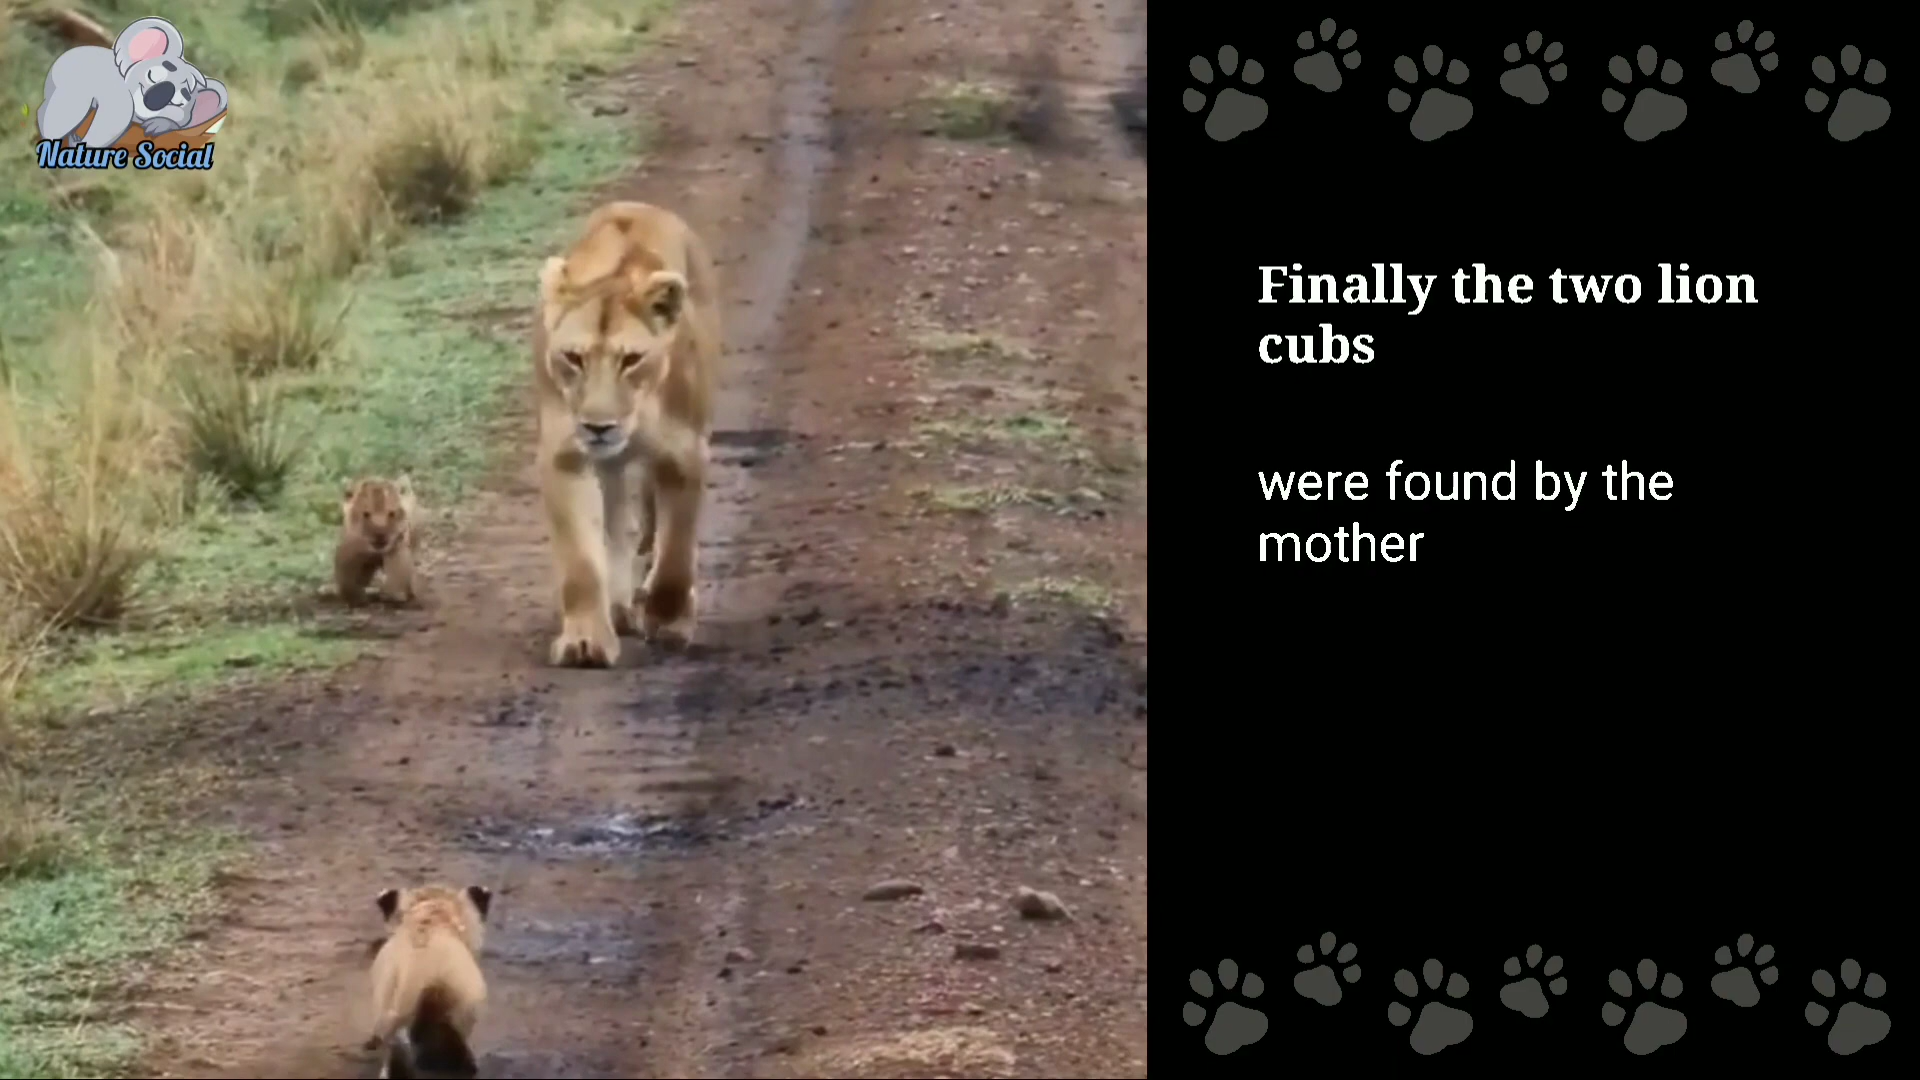 Nature Social
Finally the two lion
cubs
were found by the
mother